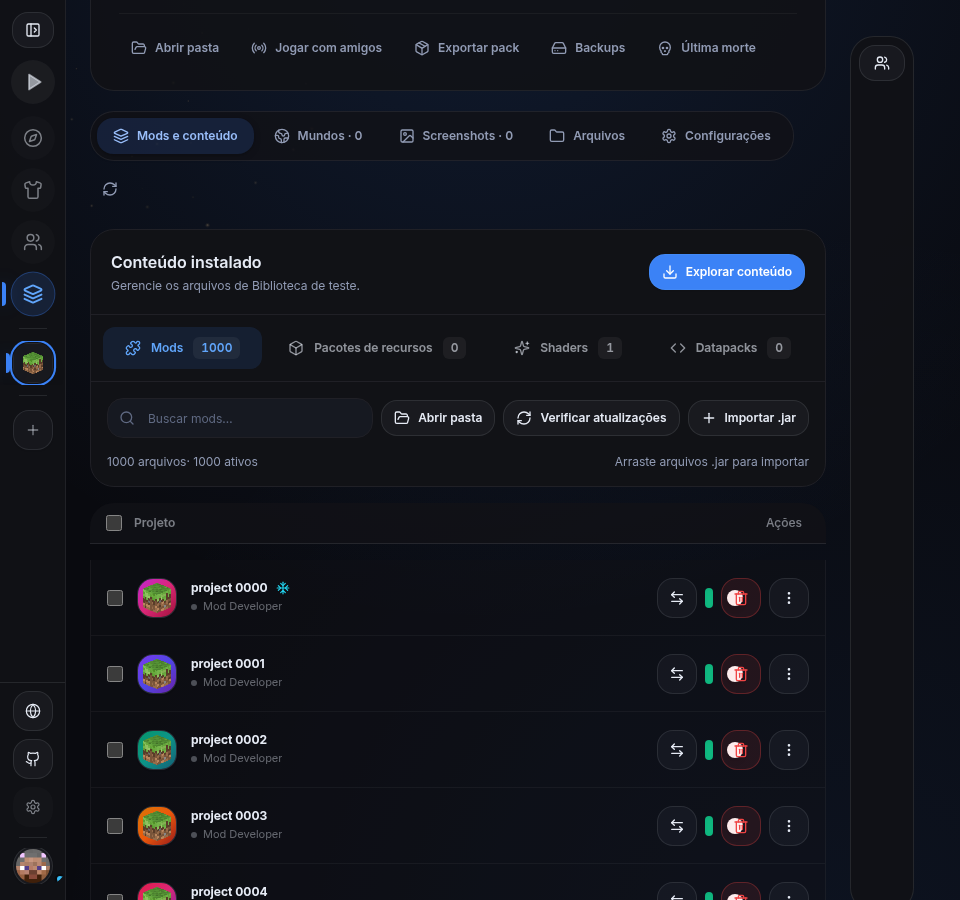 Abrir pasta Jogar com amigos Exportar pack Backups Última morte
Mods e conteúdo Mundos · 0 Screenshots · 0 Arquivos Configurações
Conteúdo instalado
Gerencie os arquivos de Biblioteca de teste.
Explorar conteúdo
Mods 1000 Pacotes de recursos 0 Shaders 1 Datapacks 0
Buscar mods... Abrir pasta Verificar atualizações Importar .jar
1000 arquivos· 1000 ativos Arraste arquivos .jar para importar
Projeto Ações
project 0000
Mod Developer
project 0001
Mod Developer
project 0002
Mod Developer
project 0003
Mod Developer
project 0004